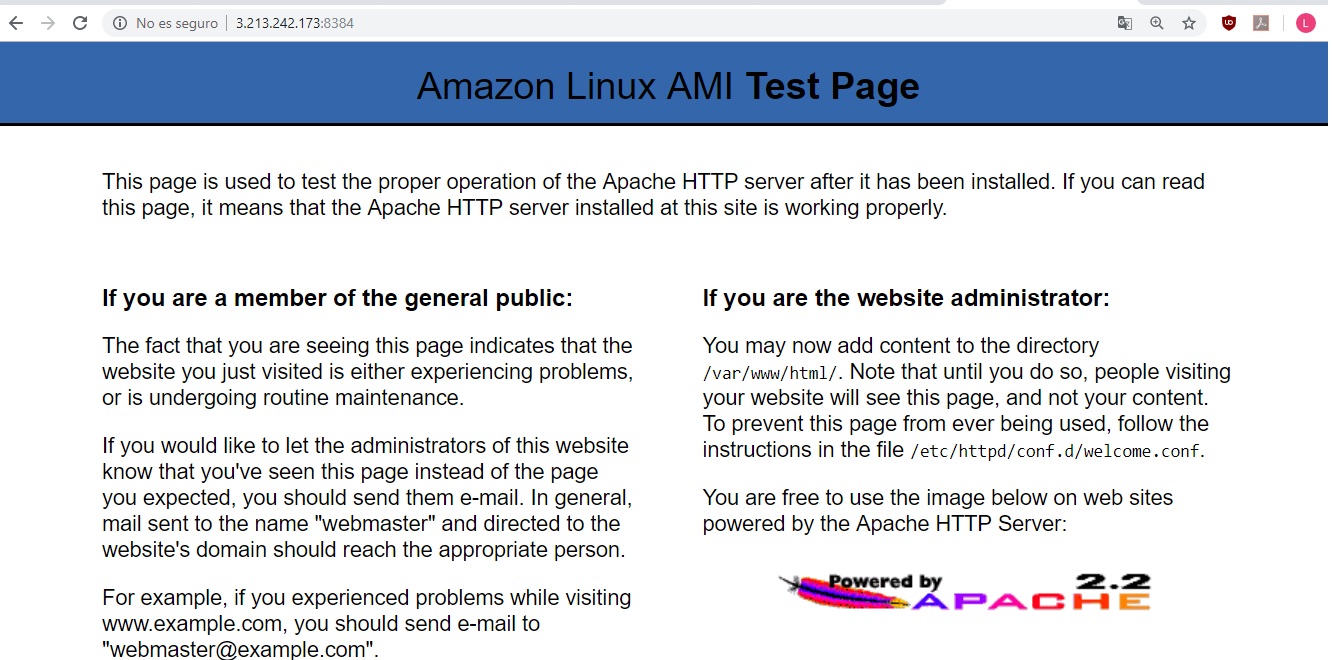 No es seguro | 3.213.242.173:8384
L
Amazon Linux AMI Test Page
This page is used to test the proper operation of the Apache HTTP server after it has been installed. If you can read
this page, it means that the Apache HTTP server installed at this site is working properly.
If you are a member of the general public:
The fact that you are seeing this page indicates that the
website you just visited is either experiencing problems,
or is undergoing routine maintenance.
If you would like to let the administrators of this website
know that you've seen this page instead of the page
you expected, you should send them e-mail. In general,
mail sent to the name "webmaster" and directed to the
website's domain should reach the appropriate person.
For example, if you experienced problems while visiting
www.example.com, you should send e-mail to
"webmaster@example.com".
If you are the website administrator:
You may now add content to the directory
/var/www/html/. Note that until you do so, people visiting
your website will see this page, and not your content.
To prevent this page from ever being used, follow the
instructions in the file /etc/httpd/conf.d/welcome.conf.
You are free to use the image below on web sites
powered by the Apache HTTP Server:
Powered by 2.2
APACHE